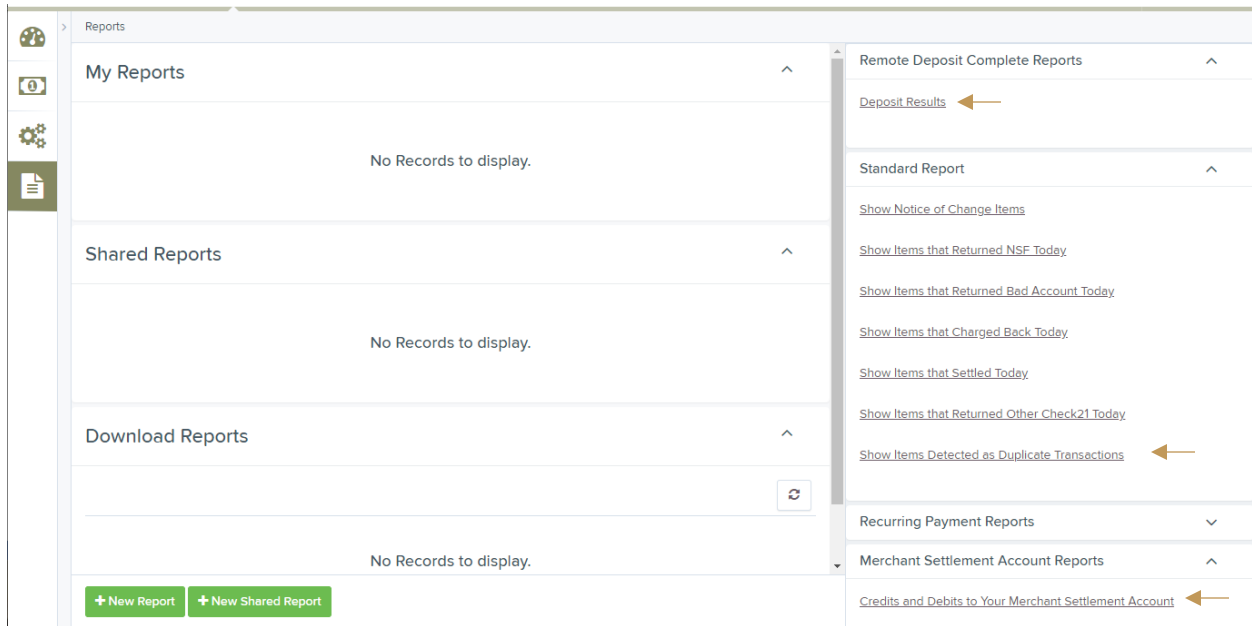 Reports
My Reports
No Records to display.
Shared Reports
No Records to display.
Download Reports
No Records to display.
+ New Report
+ New Shared Report
Remote Deposit Complete Reports
Deposit Results
Standard Report
Show Notice of Change Items
Show Items that Returned NSF Today
Show Items that Returned Bad Account Today
Show Items that Charged Back Today
Show Items that Settled Today
Show Items that Returned Other Check21 Today
Show Items Detected as Duplicate Transactions
Recurring Payment Reports
Merchant Settlement Account Reports
Credits and Debits to Your Merchant Settlement Account